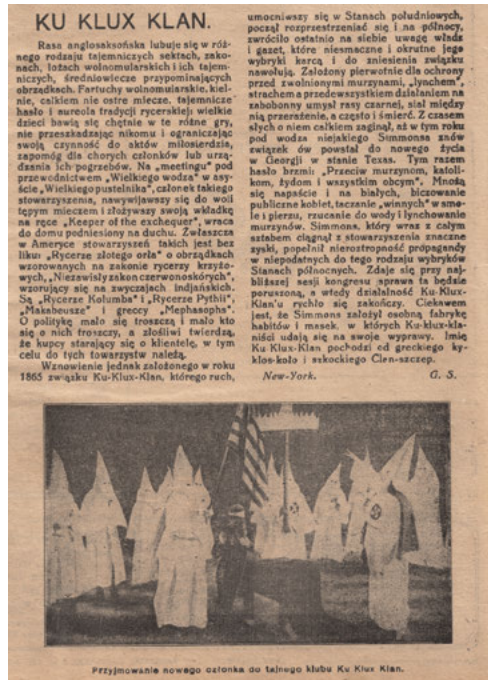 KU KLUX KLAN.
Rasa anglosaksońska lubuje się w róż-
nego rodzaju tajemniczych sektach, zako-
nach, lożach wolnomularskich i ich tajem-
niczych, średniowiecze przypominających
obrządkach. Fartuchy wolnomularskie, kiel-
nie, całkiem nie ostre miecze, tajemnicze
hasło i aureola tradycji rycerskiej: wielkie
dzieci bawią się chętnie w te różne gry,
nie przeszkadzając nikomu i ograniczając
swoją czynność do aktów miłosierdzia,
zapomóg dla chorych członków lub urzą-
dzania ich pogrzebów. Na „meetingu" pod
przewodnictwem „Wielkiego wodza" w asy-
ście „Wielkiego pustelnika", członek takiego
stowarzyszenia, nawywijawszy się do woli
tępym mieczem i złożywszy swoją wkładkę
na ręce „Keeper of the exchequer", wraca
do domu podniesiony na duchu. Zwłaszcza
w Ameryce stowarzyszeń takich jest bez
liku: „Rycerze złotego orła" o obrządkach
wzorowanych na zakonie rycerzy krzyżo-
wych, „Niezawisły zakon czerwonoskórych",
wzorujący się na zwyczajach indjańskich.
Są „Rycerze Kolumba" i „Rycerze Pythii",
„Makabeusze" i greccy „Mephasophs".
O politykę mało się troszczą i mało kto
się o nich troszczy, a złośliwi twierdzą,
że kupcy starający się o klientelę, w tym
celu do tych towarzystw należą.
Wznowienie jednak założonego w roku
1865 związku Ku-Klux-Klan, którego ruch,
umocniwszy się w Stanach południowych,
począł rozprzestrzeniać się i na północy,
zwróciło ostatnio na siebie uwagę władz
i gazet, które niesmaczne i okrutne jego
wybryki karcą i do zniesienia związku
nawołują. Założony pierwotnie dla ochrony
przed zwolnionymi murzynami, „lynchem",
strachem a przedewszystkiem działaniem na
zabobonny umysł rasy czarnej, siał między
nią przerażenie, a często i śmierć. Z czasem
słych o niem całkiem zaginął, aż w tym roku
pod wodzą niejakiego Simmonsa znów
związek ów powstał do nowego życia
w Georgji w stanie Texas. Tym razem
hasło brzmi: „Przeciw murzynom, katoli-
kom, żydom i wszystkim obcym". Mnożą
się napaście i na białych, biczowanie
publiczne kobiet, taczanie „winnych" w smo-
le i pierzu, rzucanie do wody i lynchowanie
murzynów. Simmons, który wraz z całym
sztabem ciągnął z stowarzyszenia znaczne
zyski, popełnił nieroztropność propagandy
w niepodatnych do tego rodzaju wybryków
Stanach północnych. Zdaje się przy naj-
bliższej sesji kongresu sprawa ta będzie
poruszoną, a wtedy działalność Ku-Klux-
Klan'u rychło się zakończy. Ciekawem
jest, że Simmons założył osobną fabrykę
habitów i masek, w których Ku-klux-kla-
niści udają się na swoje wyprawy. Imię
Ku Klux-Klan pochodzi od greckiego ky-
klos-koło i szkockiego Clen-szczep.
New-York. G. S.
Przyjmowanie nowego członka do tajnego klubu Ku Klux Klan.